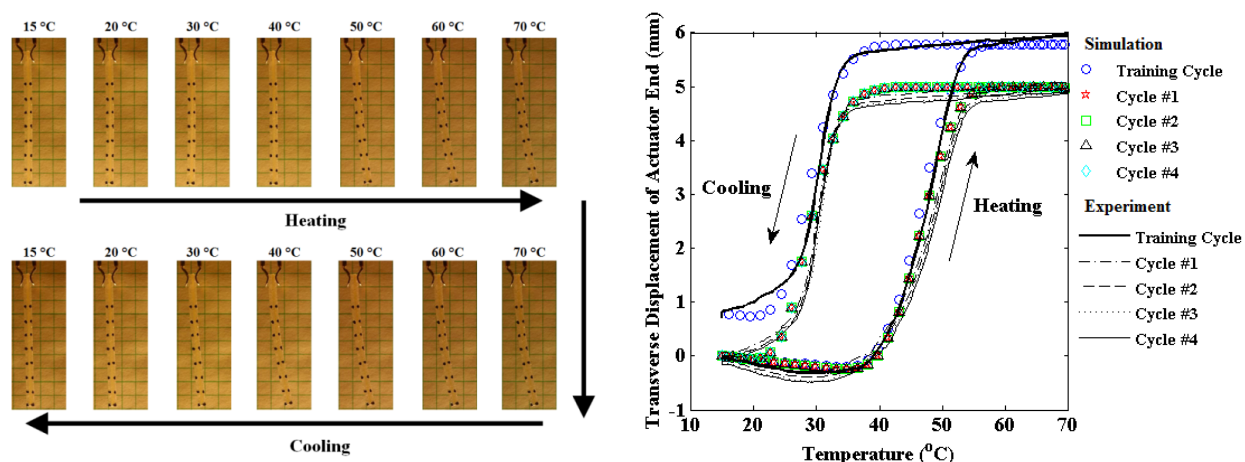 15 °C 20 °C 30 °C 40 °C 50 °C 60 °C 70 °C
Heating
15 °C 20 °C 30 °C 40 °C 50 °C 60 °C 70 °C
Cooling
Transverse Displacement of Actuator End (mm)
6
5
4
3
2
1
0
-1
10 20 30 40 50 60 70
Temperature (°C)
Cooling
Heating
Simulation
Training Cycle
Cycle #1
Cycle #2
Cycle #3
Cycle #4
Experiment
Training Cycle
Cycle #1
Cycle #2
Cycle #3
Cycle #4